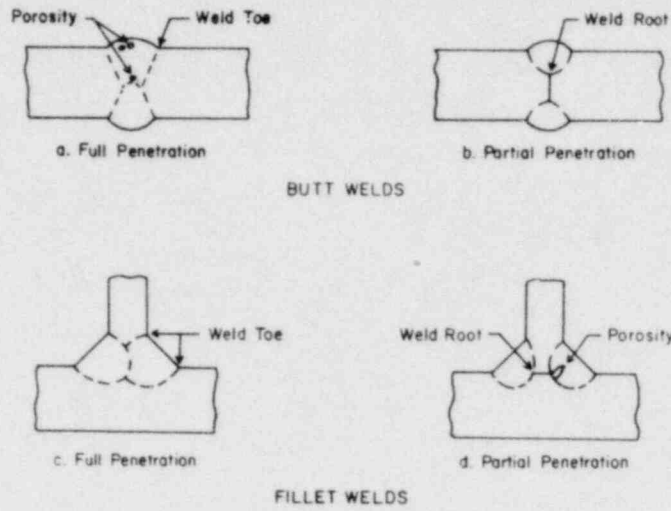 Porosity
Weld Toe
Weld Root
a. Full Penetration
b. Partial Penetration
BUTT WELDS
Weld Toe
Weld Root
Porosity
c. Full Penetration
d. Partial Penetration
FILLET WELDS